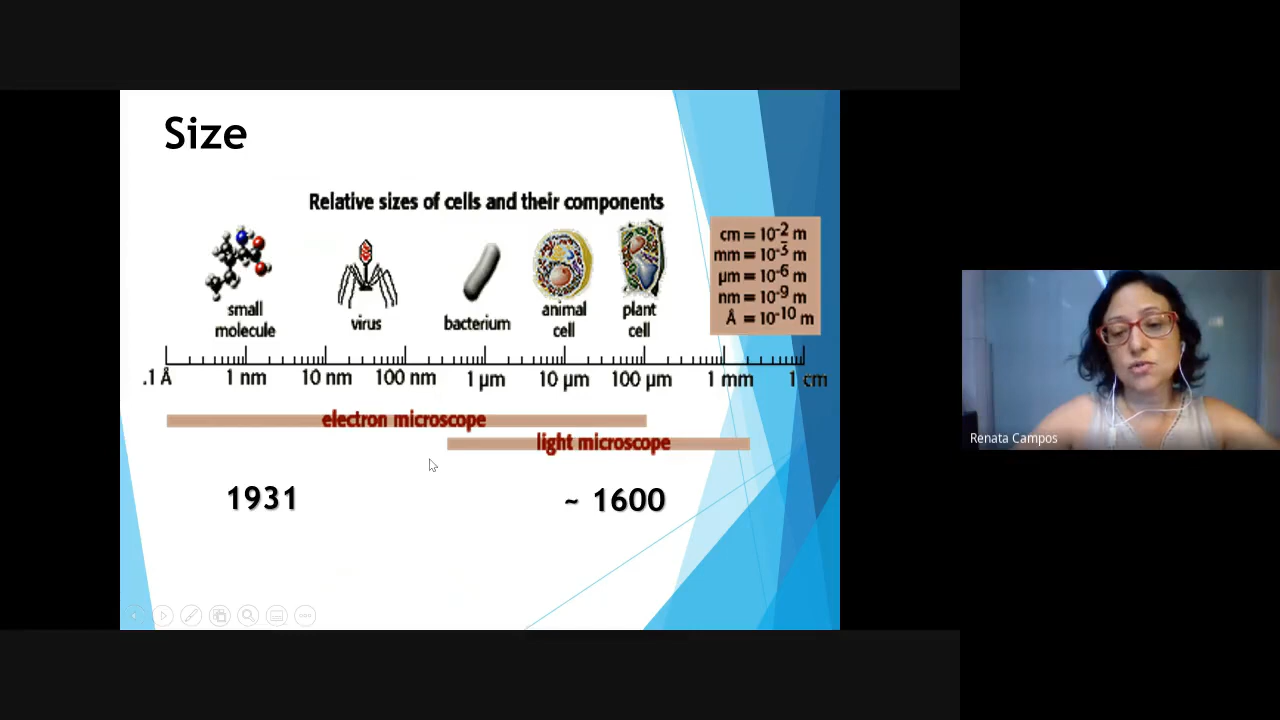 Size
Relative sizes of cells and their components
small
molecule
virus
bacterium
animal
cell
plant
cell
cm = 10-2 m
mm = 10-3 m
µm = 10-6 m
nm = 10-9 m
Å = 10-10 m
.1 Å 1 nm 10 nm 100 nm 1 µm 10 µm 100 µm 1 mm 1 cm
electron microscope
light microscope
1931 ~ 1600
Renata Campos